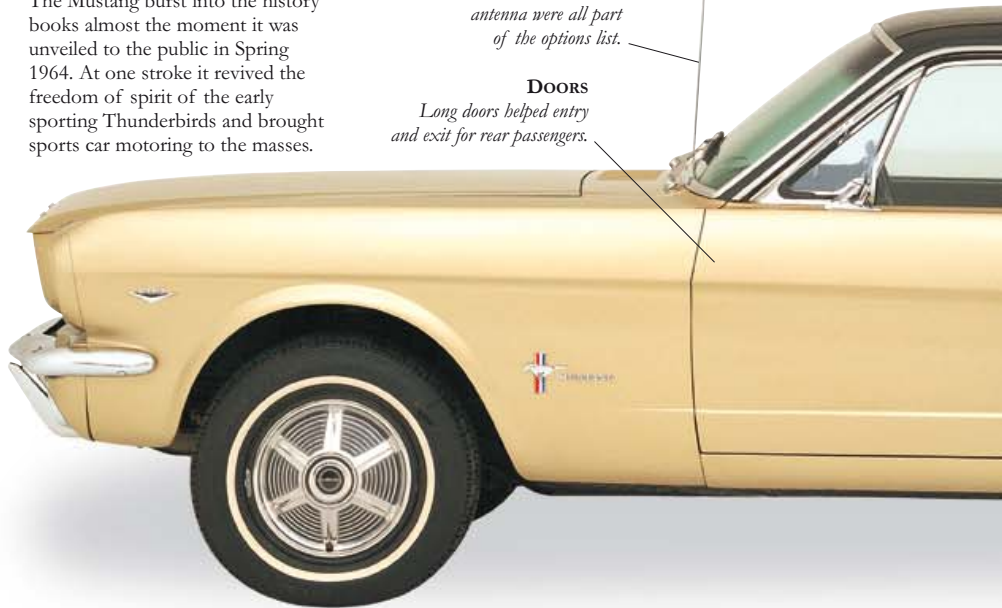 The Mustang burst into the history
books almost the moment it was
unveiled to the public in Spring
1964. At one stroke it revived the
freedom of spirit of the early
sporting Thunderbirds and brought
sports car motoring to the masses.
antenna were all part
of the options list.
DOORS
Long doors helped entry
and exit for rear passengers.